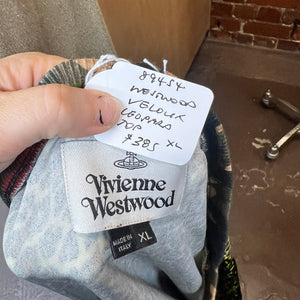 89454
WESTWOOD
VELOUR
LEOPARD
TOP
$385 XL
Vivienne
Westwood
MADE IN
ITALY
XL